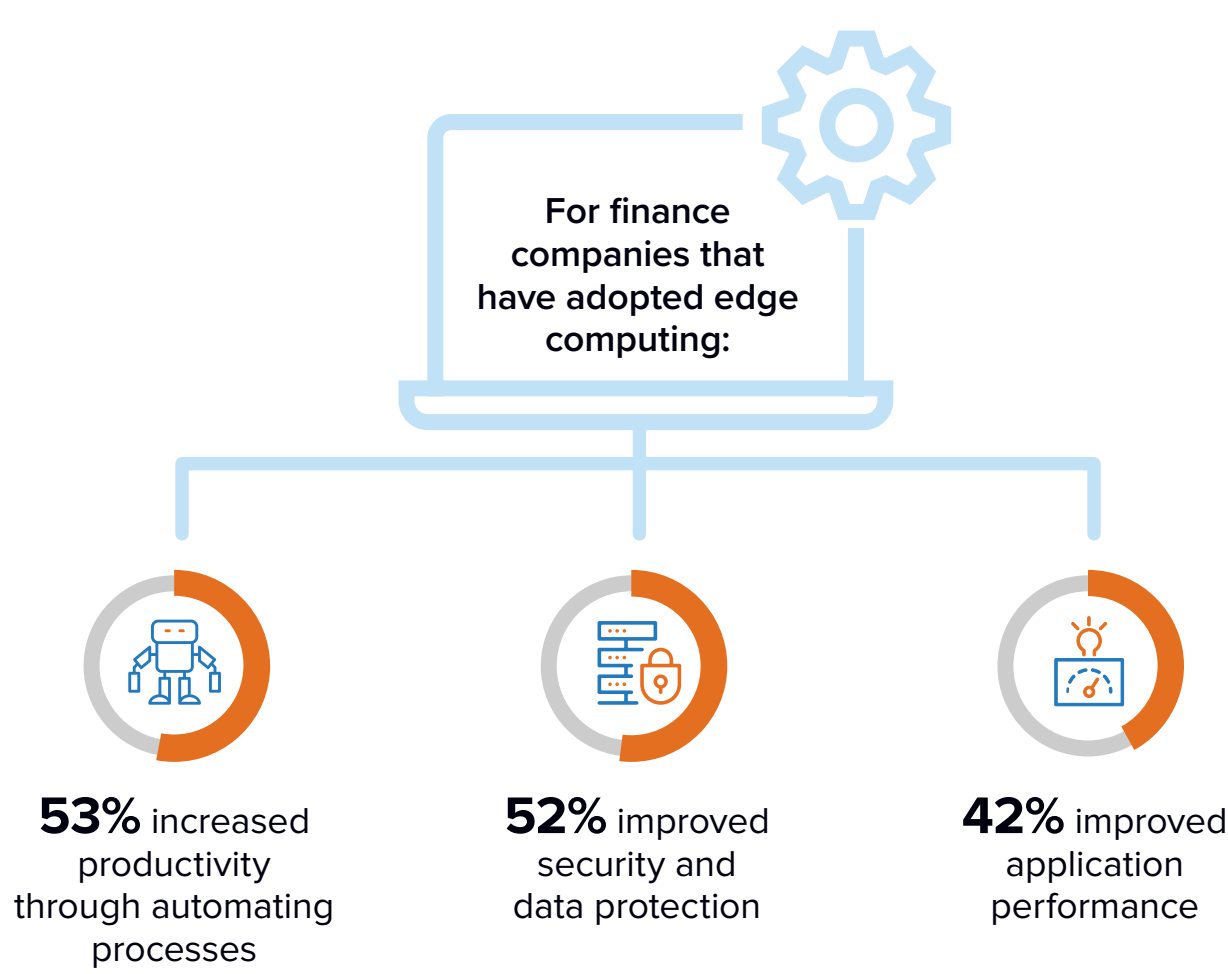 For finance
companies that
have adopted edge
computing:
53% increased
productivity
through automating
processes
52% improved
security and
data protection
42% improved
application
performance